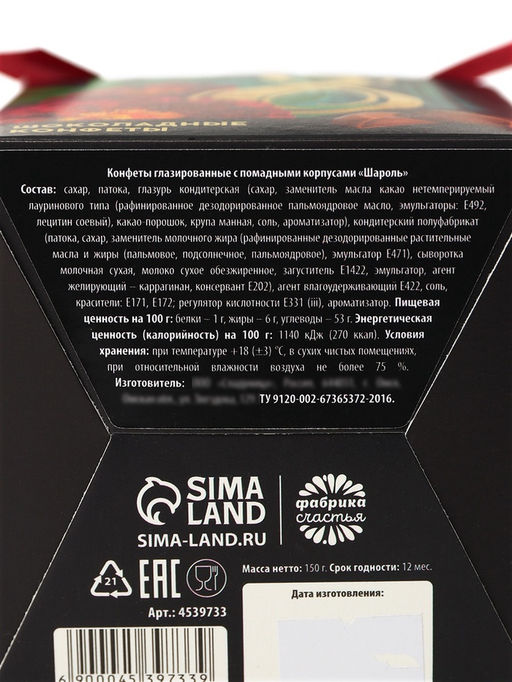 ШОКОЛАДНЫЕ
КОНФЕТЫ
Конфеты глазированные с помадными корпусами «Шароль»
Состав: сахар, патока, глазурь кондитерская (сахар, заменитель масла какао нетемперируемый
лауринового типа (рафинированное дезодорированное пальмоядровое масло, эмульгаторы: Е492,
лецитин соевый), какао-порошок, крупа манная, соль, ароматизатор), кондитерский полуфабрикат
(патока, сахар, заменитель молочного жира (рафинированные дезодорированные растительные
масла и жиры (пальмовое, подсолнечное, пальмоядровое), эмульгатор Е471), сыворотка
молочная сухая, молоко сухое обезжиренное, загуститель Е1422, эмульгатор, агент
желирующий – каррагинан, консервант Е202), агент влагоудерживающий Е422, соль,
красители: Е171, Е172; регулятор кислотности Е331 (iii), ароматизатор. Пищевая
ценность на 100 г: белки – 1 г, жиры – 6 г, углеводы – 53 г. Энергетическая
ценность (калорийность) на 100 г: 1140 кДж (270 ккал). Условия
хранения: при температуре +18 (±3) °С, в сухих чистых помещениях,
при относительной влажности воздуха не более 75 %.
Изготовитель:
ТУ 9120-002-67365372-2016.
SIMA
LAND
SIMA-LAND.RU
фабрика
счастья
Масса нетто: 150 г. Срок годности: 12 мес.
21 EAC
Дата изготовления:
Арт.: 4539733
6 900045 397339